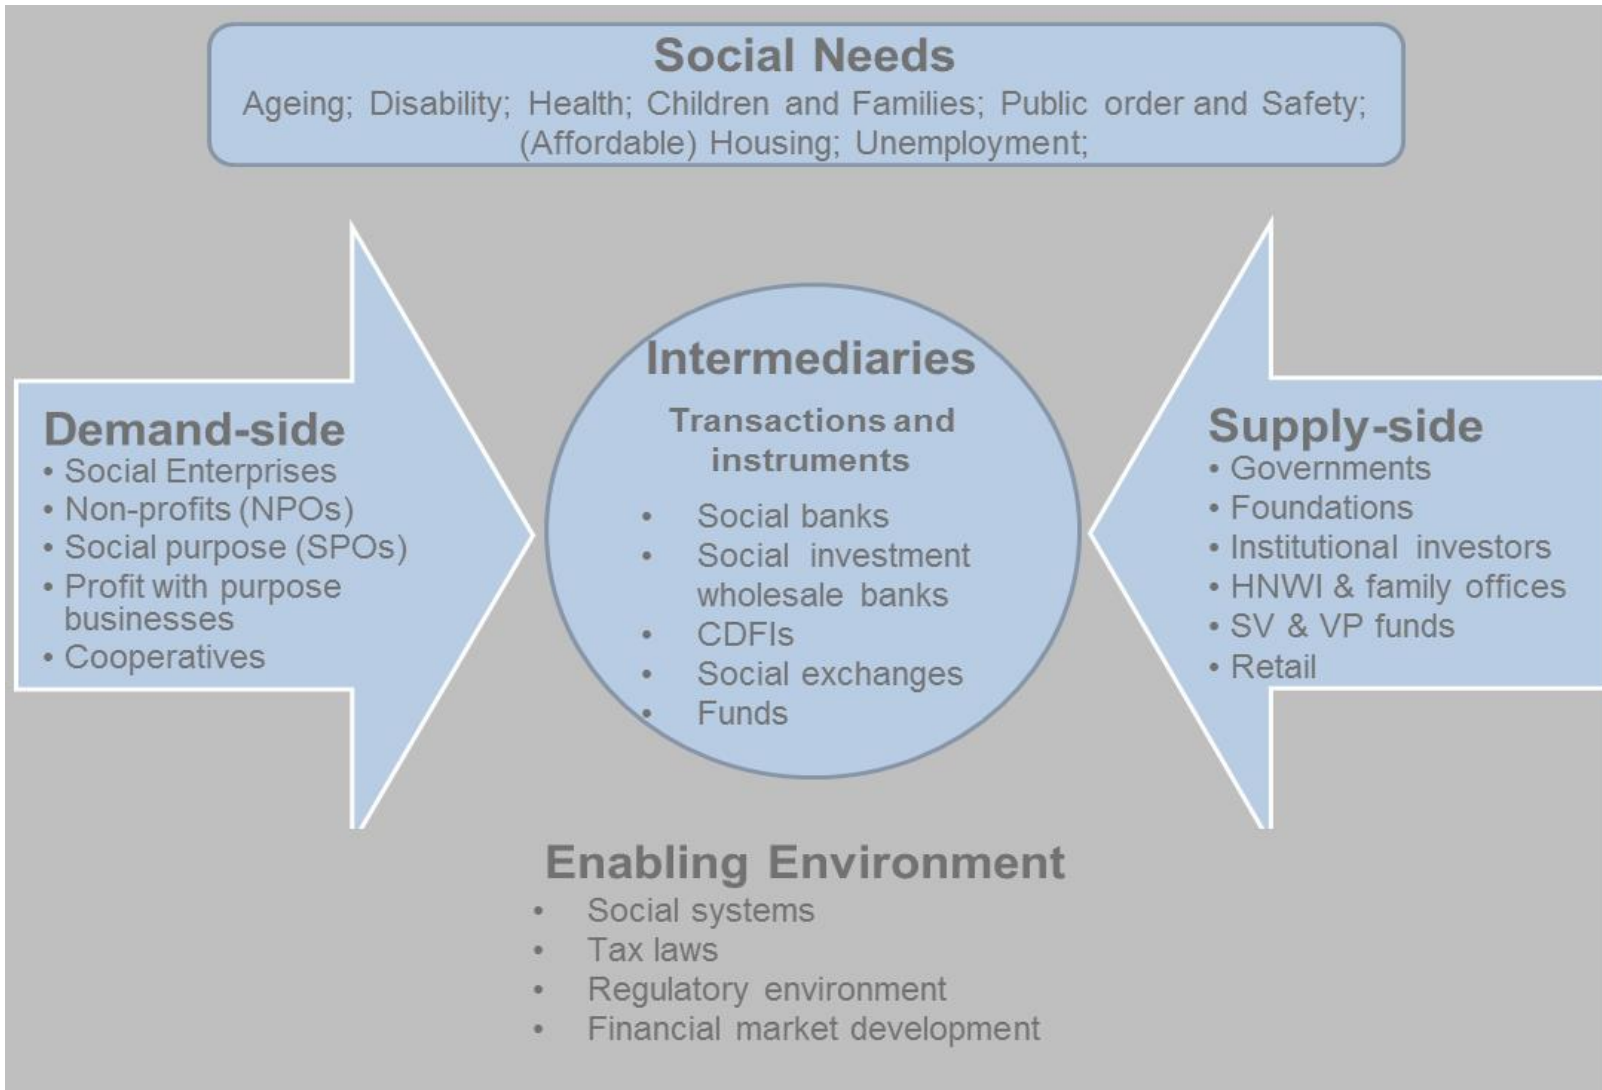 Social Needs
Ageing; Disability; Health; Children and Families; Public order and Safety;
(Affordable) Housing; Unemployment;
Demand-side
• Social Enterprises
• Non-profits (NPOs)
• Social purpose (SPOs)
• Profit with purpose
businesses
• Cooperatives
Intermediaries
Transactions and
instruments
• Social banks
• Social investment
wholesale banks
• CDFIs
• Social exchanges
• Funds
Supply-side
• Governments
• Foundations
• Institutional investors
• HNWI & family offices
• SV & VP funds
• Retail
Enabling Environment
• Social systems
• Tax laws
• Regulatory environment
• Financial market development